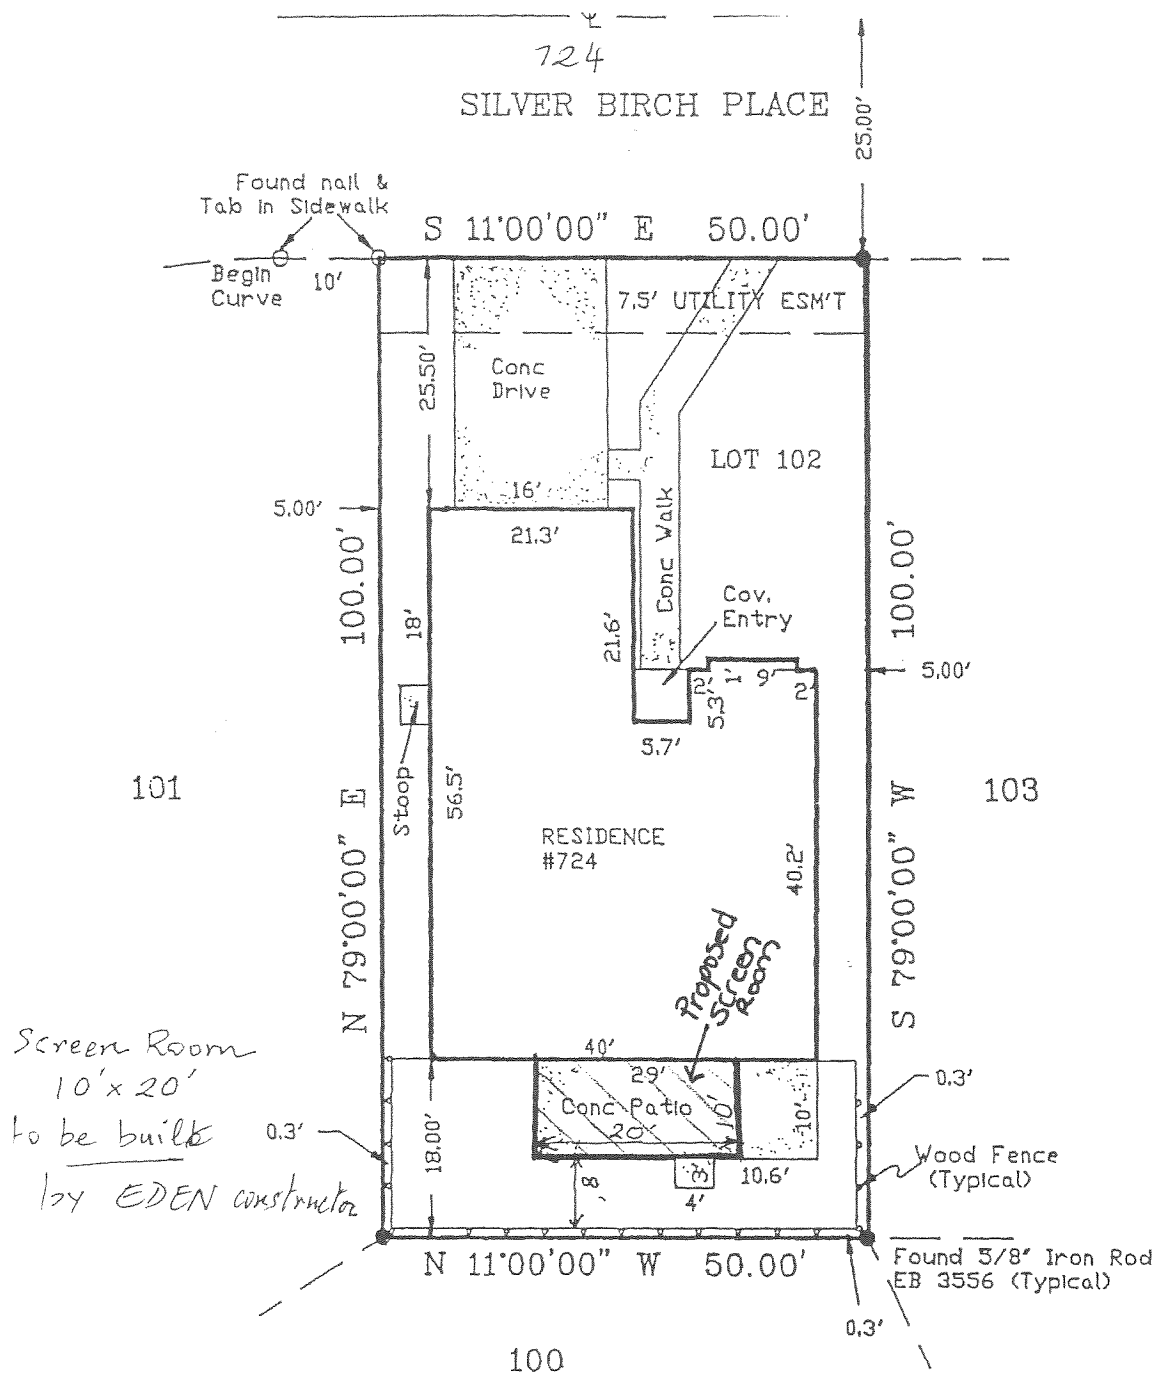 724
SILVER BIRCH PLACE
25.00'
Found nail &
Tab in Sidewalk
S 11°00'00" E 50.00'
Begin
Curve
10'
7.5' UTILITY ESM'T
25.50'
Conc
Drive
LOT 102
16'
5.00'
21.3'
Conc Walk
100.00'
100.00'
18'
21.6'
Cov.
Entry
5.00'
2'
1'
9'
2'
5.3'
5.7'
Stoop
56.5'
101
103
N 79°00'00" E
S 79°00'00" W
RESIDENCE
#724
40.2'
Proposed
Screen
Room
Screen Room
10' x 20'
to be built
by EDEN constructor
40'
29'
Conc Patio
20'
10'
10'
0.3'
0.3'
18.00'
8'
3'
4'
10.6'
Wood Fence
(Typical)
N 11°00'00" W 50.00'
Found 5/8" Iron Rod
EB 3556 (Typical)
0.3'
100